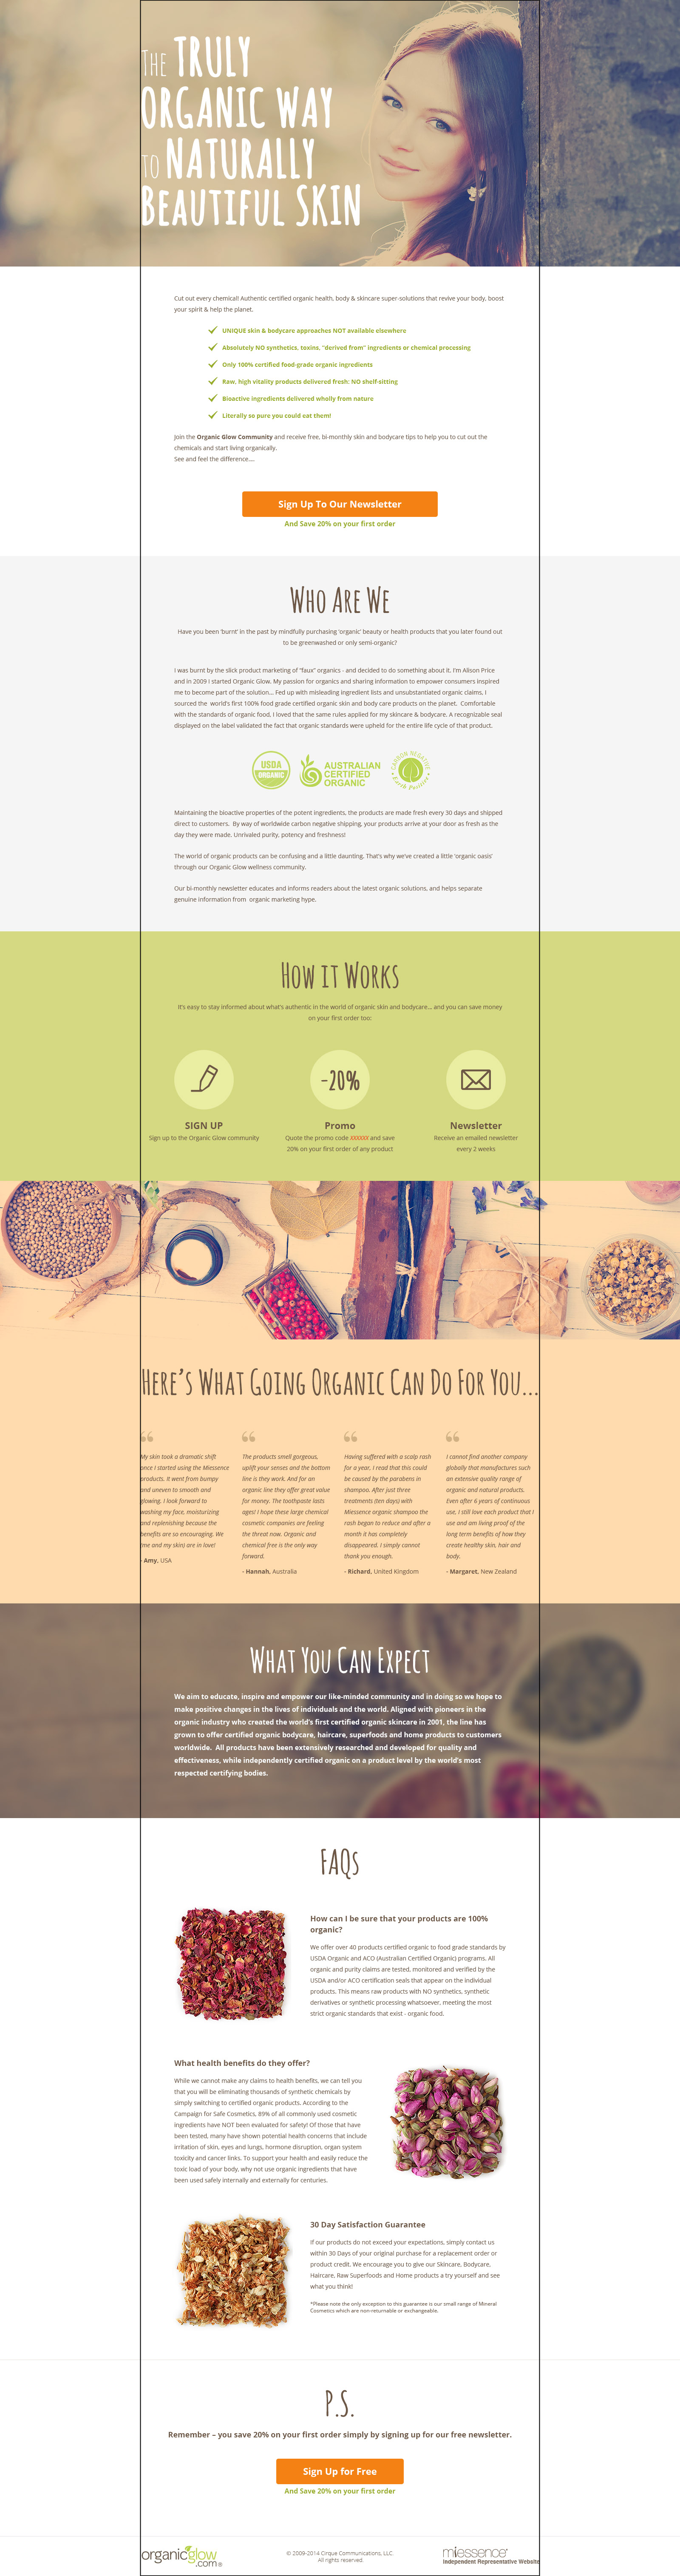 The TRULY
ORGANIC WAY
to NATURALLY
BEAUTIFUL SKIN
Cut out every chemical! Authentic certified organic health, body & skincare super-solutions that revive your body, boost
your spirit & help the planet.
UNIQUE skin & bodycare approaches NOT available elsewhere
Absolutely NO synthetics, toxins, "derived from" ingredients or chemical processing
Only 100% certified food-grade organic ingredients
Raw, high vitality products delivered fresh: NO shelf-sitting
Bioactive ingredients delivered wholly from nature
Literally so pure you could eat them!
Join the Organic Glow Community and receive free, bi-monthly skin and bodycare tips to help you to cut out the
chemicals and start living organically.
See and feel the difference....
Sign Up To Our Newsletter
And Save 20% on your first order
Who Are We
Have you been 'burnt' in the past by mindfully purchasing 'organic' beauty or health products that you later found out
to be greenwashed or only semi-organic?
I was burnt by the slick product marketing of "faux" organics - and decided to do something about it. I'm Alison Price
and in 2009 I started Organic Glow. My passion for organics and sharing information to empower consumers inspired
me to become part of the solution... Fed up with misleading ingredient lists and unsubstantiated organic claims, I
sourced the world's first 100% food grade certified organic skin and body care products on the planet. Comfortable
with the standards of organic food, I loved that the same rules applied for my skincare & bodycare. A recognizable seal
displayed on the label validated the fact that organic standards were upheld for the entire life cycle of that product.
USDA
ORGANIC
AUSTRALIAN
CERTIFIED
ORGANIC
CARBON NEGATIVE
Earth Positive
Maintaining the bioactive properties of the potent ingredients, the products are made fresh every 30 days and shipped
direct to customers. By way of worldwide carbon negative shipping, your products arrive at your door as fresh as the
day they were made. Unrivaled purity, potency and freshness!
The world of organic products can be confusing and a little daunting. That's why we've created a little 'organic oasis'
through our Organic Glow wellness community.
Our bi-monthly newsletter educates and informs readers about the latest organic solutions, and helps separate
genuine information from organic marketing hype.
How it Works
It's easy to stay informed about what's authentic in the world of organic skin and bodycare... and you can save money
on your first order too:
-20%
SIGN UP
Sign up to the Organic Glow community
Promo
Quote the promo code XXXXXX and save
20% on your first order of any product
Newsletter
Receive an emailed newsletter
every 2 weeks
Here's What Going Organic Can Do For You...
My skin took a dramatic shift
once I started using the Miessence
products. It went from bumpy
and uneven to smooth and
glowing. I look forward to
washing my face, moisturizing
and replenishing because the
benefits are so encouraging. We
(me and my skin) are in love!
- Amy, USA
The products smell gorgeous,
uplift your senses and the bottom
line is they work. And for an
organic line they offer great value
for money. The toothpaste lasts
ages! I hope these large chemical
cosmetic companies are feeling
the threat now. Organic and
chemical free is the only way
forward.
- Hannah, Australia
Having suffered with a scalp rash
for a year, I read that this could
be caused by the parabens in
shampoo. After just three
treatments (ten days) with
Miessence organic shampoo the
rash began to reduce and after a
month it has completely
disappeared. I simply cannot
thank you enough.
- Richard, United Kingdom
I cannot find another company
globally that manufactures such
an extensive quality range of
organic and natural products.
Even after 6 years of continuous
use, I still love each product that I
use and am living proof of the
long term benefits of how they
create healthy skin, hair and
body.
- Margaret, New Zealand
What You Can Expect
We aim to educate, inspire and empower our like-minded community and in doing so we hope to
make positive changes in the lives of individuals and the world. Aligned with pioneers in the
organic industry who created the world's first certified organic skincare in 2001, the line has
grown to offer certified organic bodycare, haircare, superfoods and home products to customers
worldwide. All products have been extensively researched and developed for quality and
effectiveness, while independently certified organic on a product level by the world's most
respected certifying bodies.
FAQs
How can I be sure that your products are 100%
organic?
We offer over 40 products certified organic to food grade standards by
USDA Organic and ACO (Australian Certified Organic) programs. All
organic and purity claims are tested, monitored and verified by the
USDA and/or ACO certification seals that appear on the individual
products. This means raw products with NO synthetics, synthetic
derivatives or synthetic processing whatsoever, meeting the most
strict organic standards that exist - organic food.
What health benefits do they offer?
While we cannot make any claims to health benefits, we can tell you
that you will be eliminating thousands of synthetic chemicals by
simply switching to certified organic products. According to the
Campaign for Safe Cosmetics, 89% of all commonly used cosmetic
ingredients have NOT been evaluated for safety! Of those that have
been tested, many have shown potential health concerns that include
irritation of skin, eyes and lungs, hormone disruption, organ system
toxicity and cancer links. To support your health and easily reduce the
toxic load of your body, why not use organic ingredients that have
been used safely internally and externally for centuries.
30 Day Satisfaction Guarantee
If our products do not exceed your expectations, simply contact us
within 30 Days of your original purchase for a replacement order or
product credit. We encourage you to give our Skincare, Bodycare,
Haircare, Raw Superfoods and Home products a try yourself and see
what you think!
*Please note the only exception to this guarantee is our small range of Mineral
Cosmetics which are non-returnable or exchangeable.
P.S.
Remember – you save 20% on your first order simply by signing up for our free newsletter.
Sign Up for Free
And Save 20% on your first order
organicglow
.com®
© 2009-2014 Cirque Communications, LLC.
All rights reserved.
miessence®
Independent Representative Website